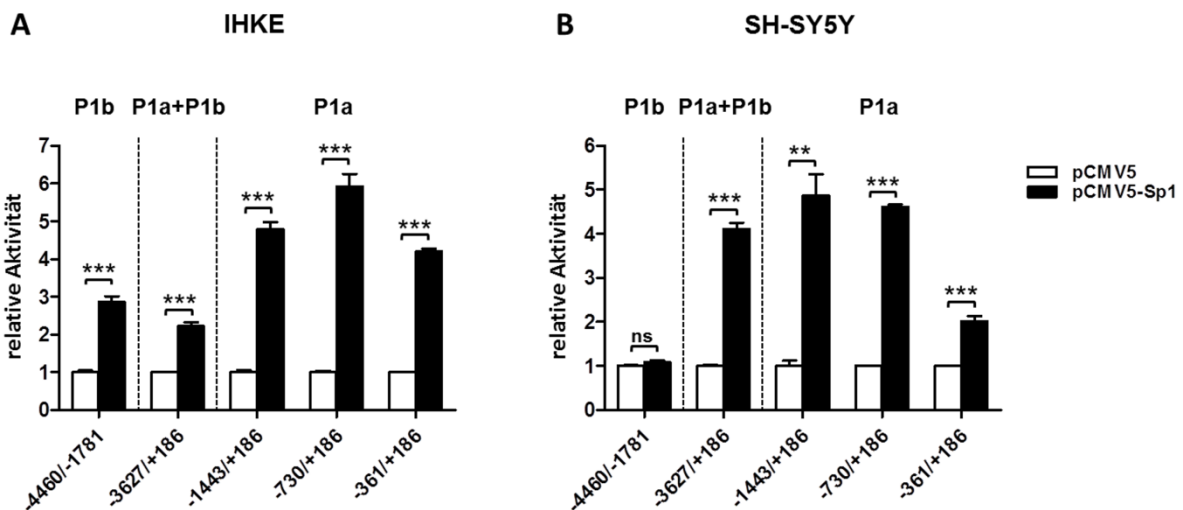 A
IHKE
P1b
P1a+P1b
P1a
relative Aktivität
7
6
5
4
3
2
1
0
***
***
***
***
***
-4460/-1781
-3627/+186
-1443/+186
-730/+186
-361/+186
B
SH-SY5Y
P1b
P1a+P1b
P1a
relative Aktivität
6
5
4
3
2
1
0
ns
***
**
***
***
-4460/-1781
-3627/+186
-1443/+186
-730/+186
-361/+186
pCMV5
pCMV5-Sp1